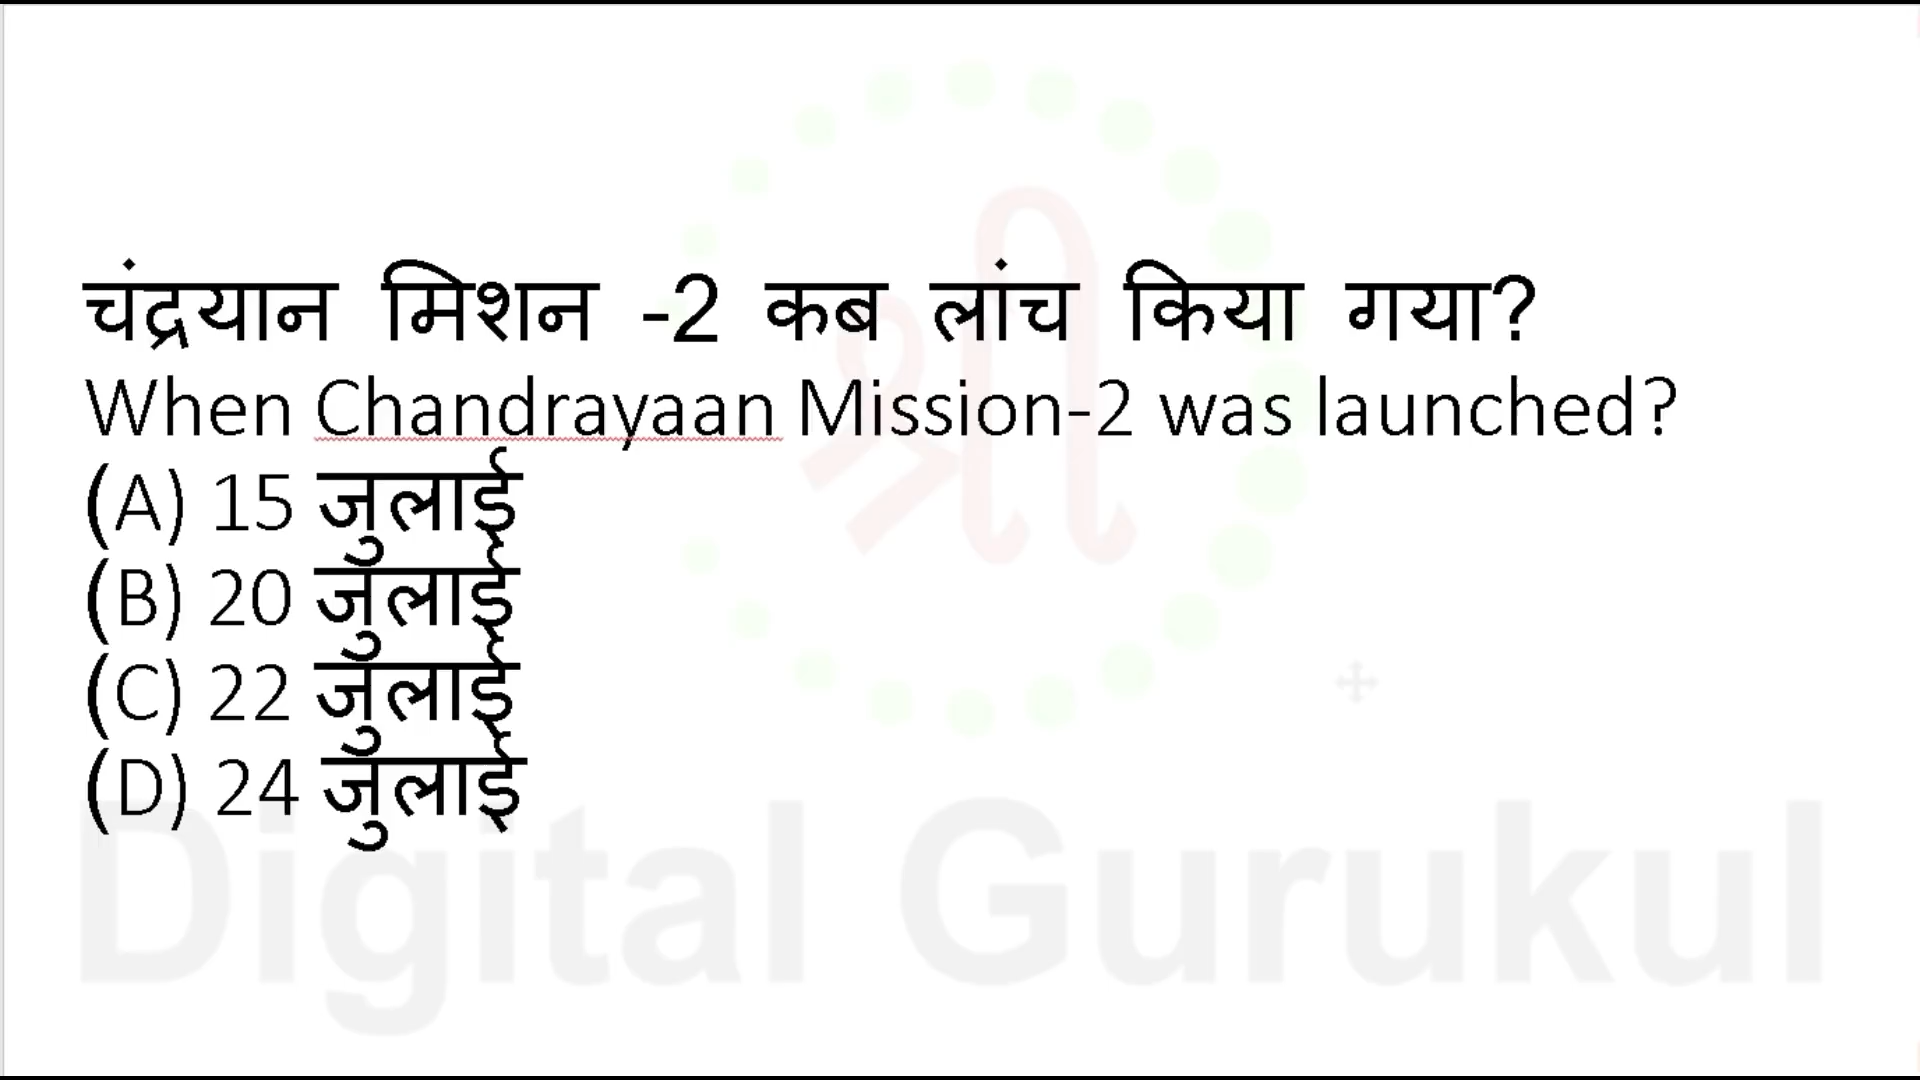 चंद्रयान मिशन -2 कब लांच किया गया?
When Chandrayaan Mission-2 was launched?
(A) 15 जुलाई
(B) 20 जुलाई
(C) 22 जुलाई
(D) 24 जुलाई
श्री
Digital Gurukul